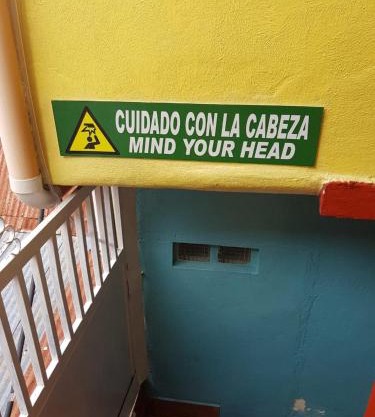 CUIDADO CON LA CABEZA
MIND YOUR HEAD